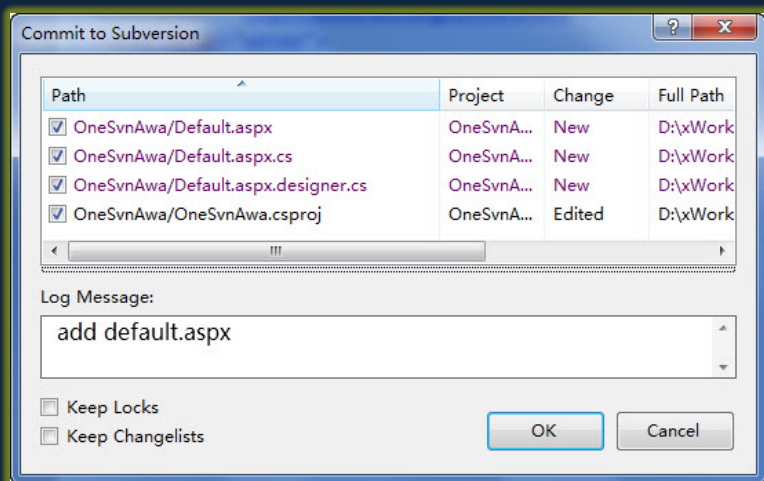 Commit to Subversion
Path Project Change Full Path
OneSvnAwa/Default.aspx OneSvnA... New D:\xWork
OneSvnAwa/Default.aspx.cs OneSvnA... New D:\xWork
OneSvnAwa/Default.aspx.designer.cs OneSvnA... New D:\xWork
OneSvnAwa/OneSvnAwa.csproj OneSvnA... Edited D:\xWork
Log Message:
add default.aspx
Keep Locks
Keep Changelists
OK Cancel